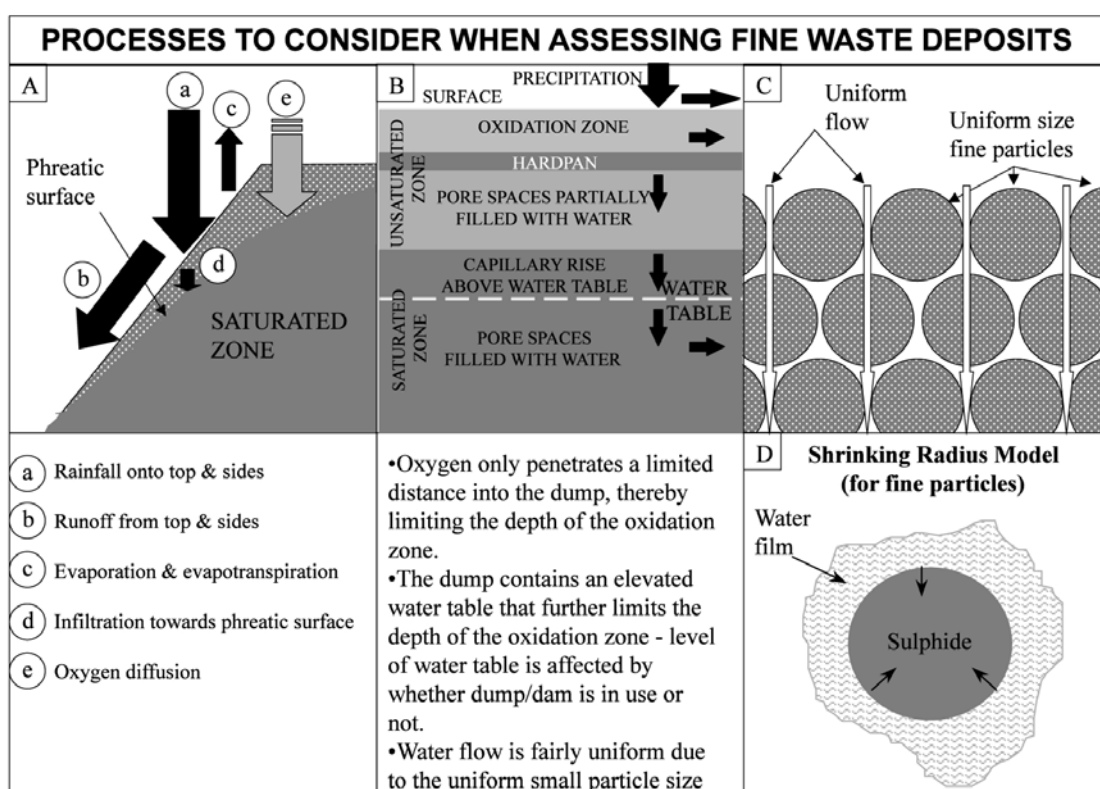 PROCESSES TO CONSIDER WHEN ASSESSING FINE WASTE DEPOSITS
A
a
c
e
Phreatic
surface
b
d
SATURATED
ZONE
a Rainfall onto top & sides
b Runoff from top & sides
c Evaporation & evapotranspiration
d Infiltration towards phreatic surface
e Oxygen diffusion
B
PRECIPITATION
SURFACE
UNSATURATED
ZONE
OXIDATION ZONE
HARDPAN
PORE SPACES PARTIALLY
FILLED WITH WATER
SATURATED
ZONE
CAPILLARY RISE
ABOVE WATER TABLE
WATER
TABLE
PORE SPACES
FILLED WITH WATER
•Oxygen only penetrates a limited
distance into the dump, thereby
limiting the depth of the oxidation
zone.
•The dump contains an elevated
water table that further limits the
depth of the oxidation zone - level
of water table is affected by
whether dump/dam is in use or
not.
•Water flow is fairly uniform due
to the uniform small particle size
C
Uniform
flow
Uniform size
fine particles
D
Shrinking Radius Model
(for fine particles)
Water
film
Sulphide